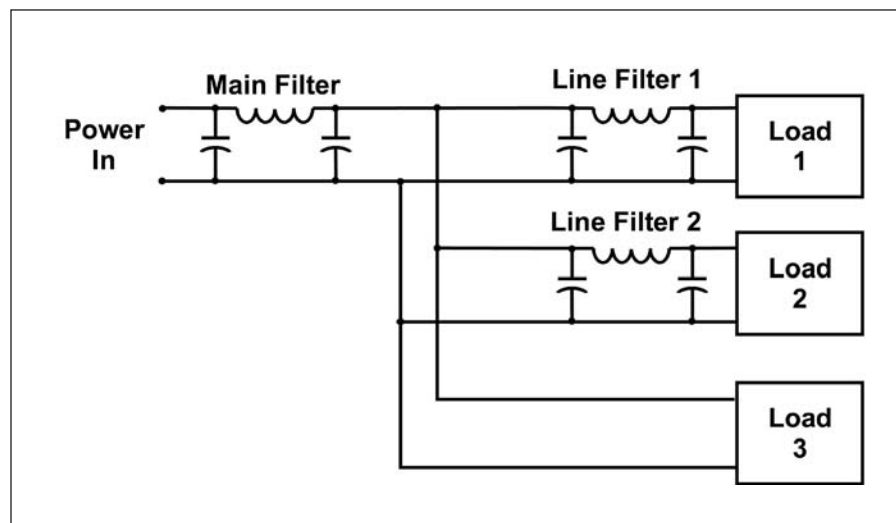 Main Filter
Line Filter 1
Power
In
Load
1
Line Filter 2
Load
2
Load
3